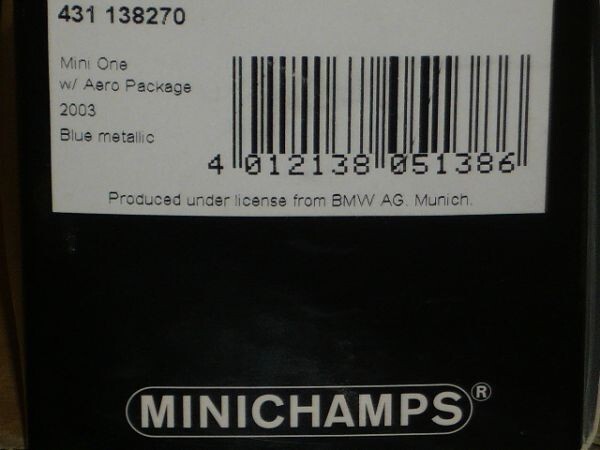 431 138270
Mini One
w/ Aero Package
2003
Blue metallic
4 012138 051386
Produced under license from BMW AG. Munich.
MINICHAMPS®